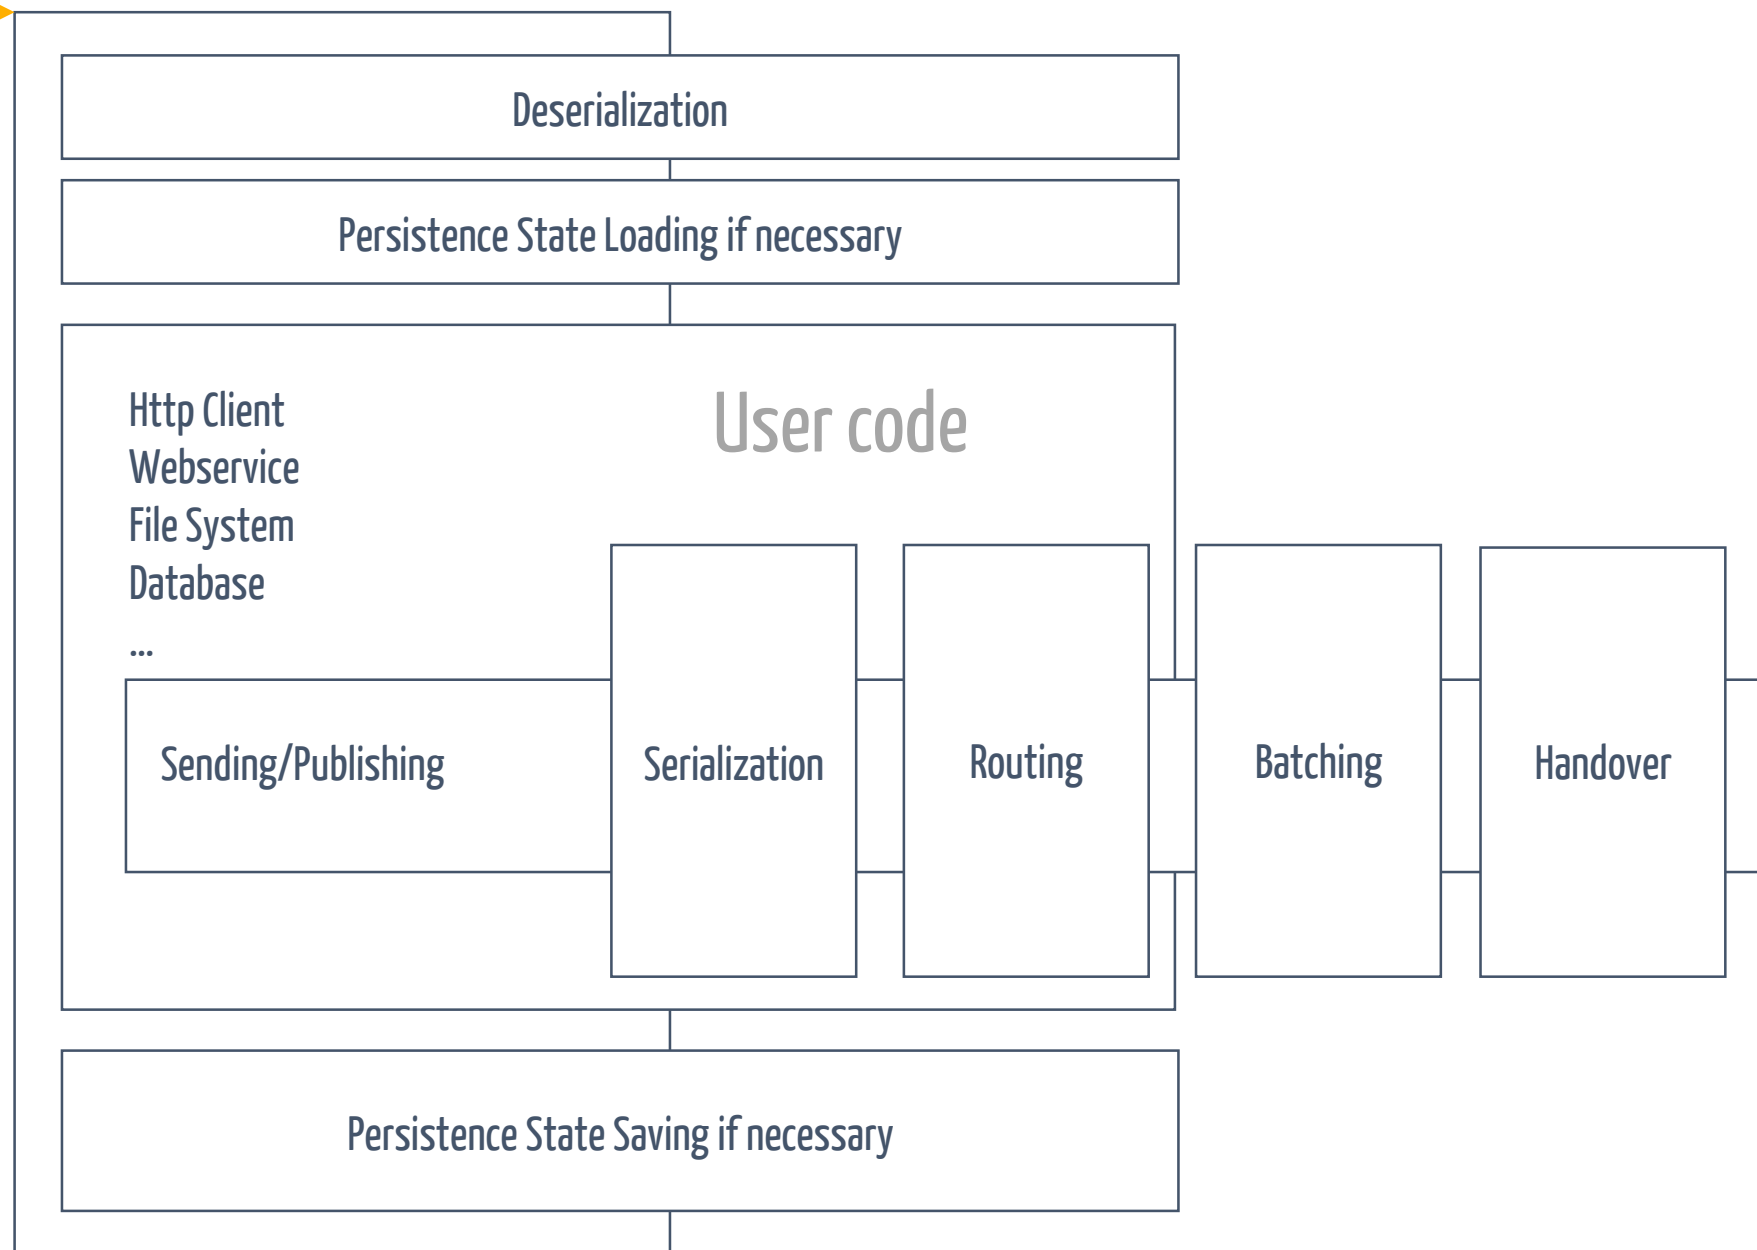 Deserialization
Persistence State Loading if necessary
User code
Http Client
Webservice
File System
Database
...
Sending/Publishing
Serialization
Routing
Batching
Handover
Persistence State Saving if necessary